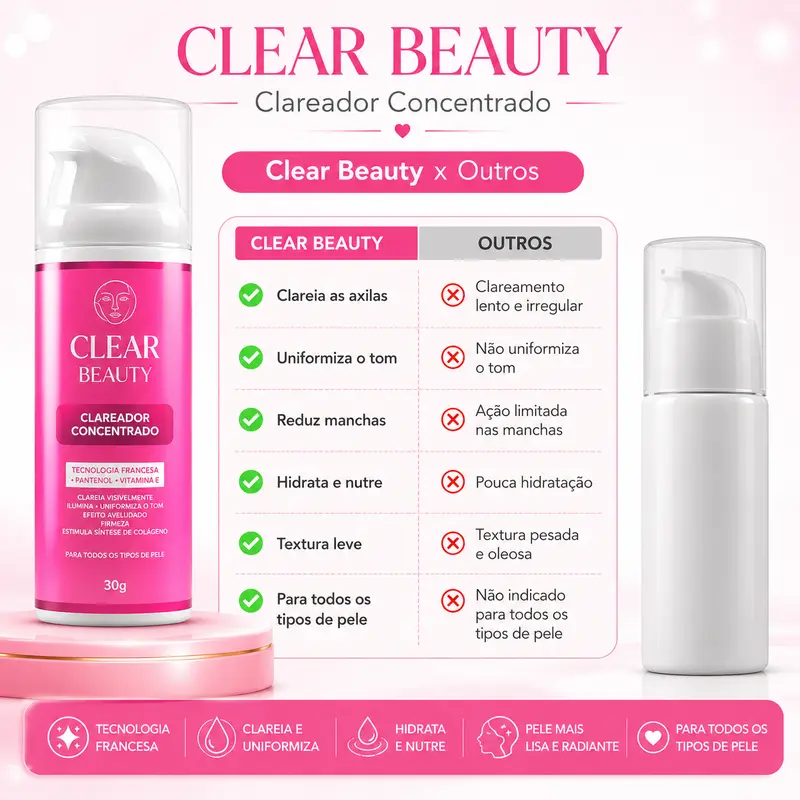 CLEAR BEAUTY
Clareador Concentrado
Clear Beauty x Outros
CLEAR
BEAUTY
CLAREADOR
CONCENTRADO
TECNOLOGIA FRANCESA
• PANTENOL • VITAMINA E
CLAREIA VISIVELMENTE
ILUMINA • UNIFORMIZA O TOM
EFEITO AVELUDADO
FIRMEZA
ESTIMULA SÍNTESE DE COLÁGENO
PARA TODOS OS TIPOS DE PELE
30g
CLEAR BEAUTY
OUTROS
Clareia as axilas
Clareamento
lento e irregular
Uniformiza o tom
Não uniformiza
o tom
Reduz manchas
Ação limitada
nas manchas
Hidrata e nutre
Pouca hidratação
Textura leve
Textura pesada
e oleosa
Para todos os
tipos de pele
Não indicado
para todos os
tipos de pele
TECNOLOGIA
FRANCESA
CLAREIA E
UNIFORMIZA
HIDRATA
E NUTRE
PELE MAIS
LISA E RADIANTE
PARA TODOS OS
TIPOS DE PELE